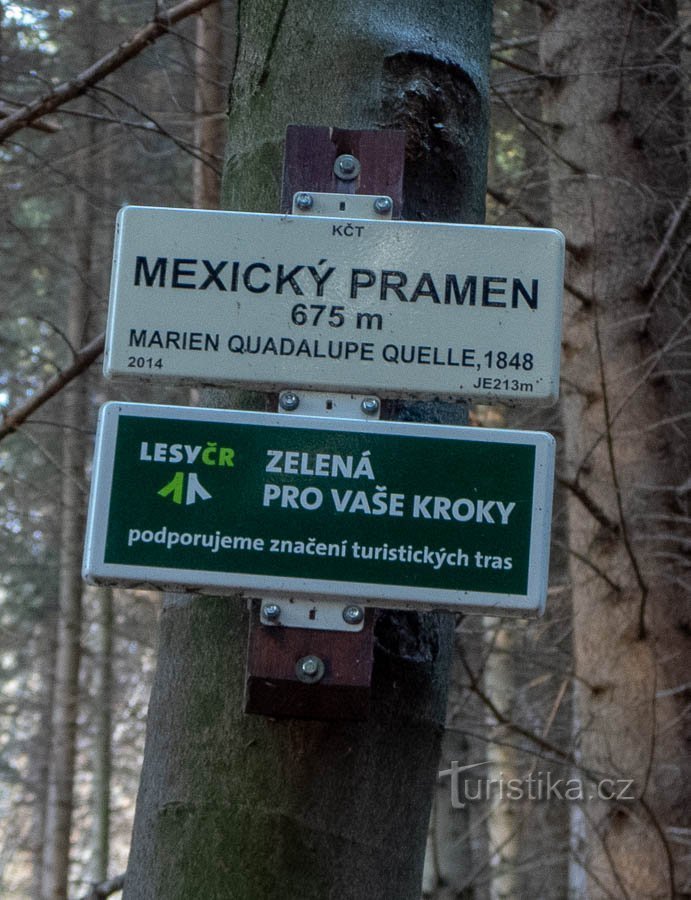 KČT
MEXICKÝ PRAMEN
675 m
MARIEN QUADALUPE QUELLE,1848
2014 JE213m
LESYČR
ZELENÁ
PRO VAŠE KROKY
podporujeme značení turistických tras
Turistika.cz